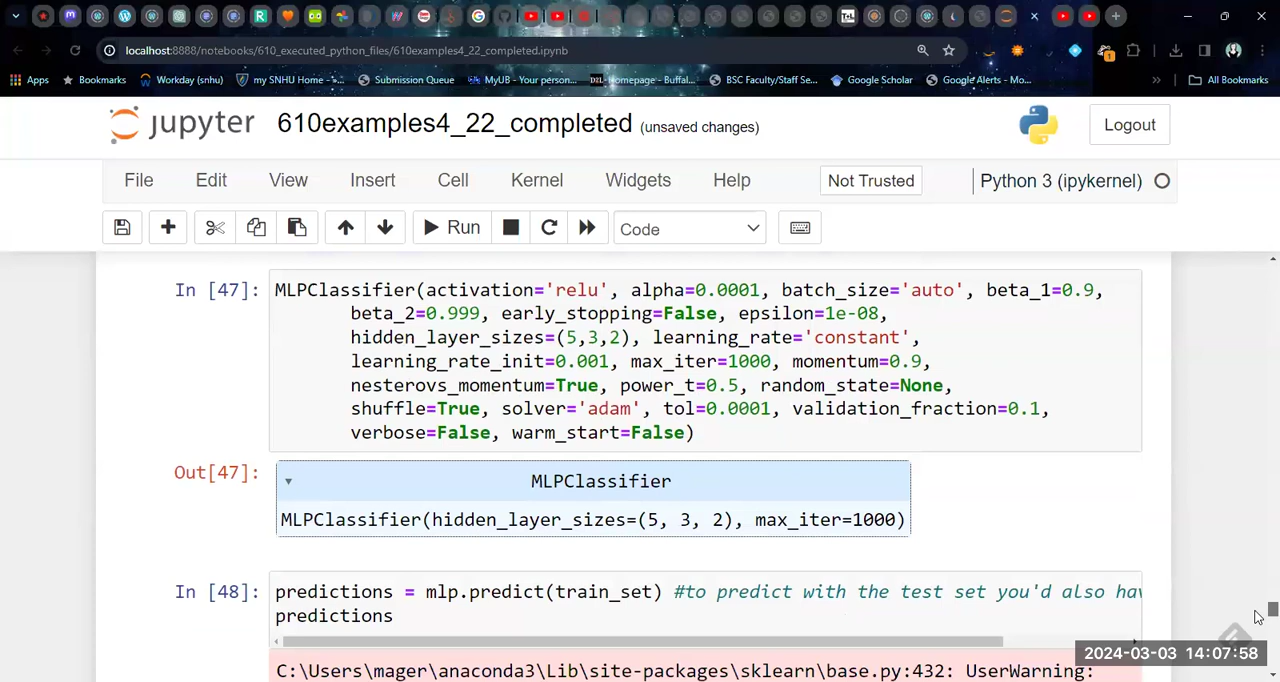 localhost:8888/notebooks/610_executed_python_files/610examples4_22_completed.ipynb
Apps Bookmarks Workday (snhu) my SNHU Home - ... Submission Queue MyUB - Your person... D2L Homepage - Buffal... BSC Faculty/Staff Se... Google Scholar Google Alerts - Mo... » All Bookmarks
jupyter 610examples4_22_completed (unsaved changes) Logout
File Edit View Insert Cell Kernel Widgets Help Not Trusted Python 3 (ipykernel)
Run Code
In [47]: MLPClassifier(activation='relu', alpha=0.0001, batch_size='auto', beta_1=0.9,
beta_2=0.999, early_stopping=False, epsilon=1e-08,
hidden_layer_sizes=(5,3,2), learning_rate='constant',
learning_rate_init=0.001, max_iter=1000, momentum=0.9,
nesterovs_momentum=True, power_t=0.5, random_state=None,
shuffle=True, solver='adam', tol=0.0001, validation_fraction=0.1,
verbose=False, warm_start=False)
Out[47]: MLPClassifier
MLPClassifier(hidden_layer_sizes=(5, 3, 2), max_iter=1000)
In [48]: predictions = mlp.predict(train_set) #to predict with the test set you'd also hav
predictions
2024-03-03 14:07:58
C:\Users\mager\anaconda3\Lib\site-packages\sklearn\base.py:432: UserWarning: